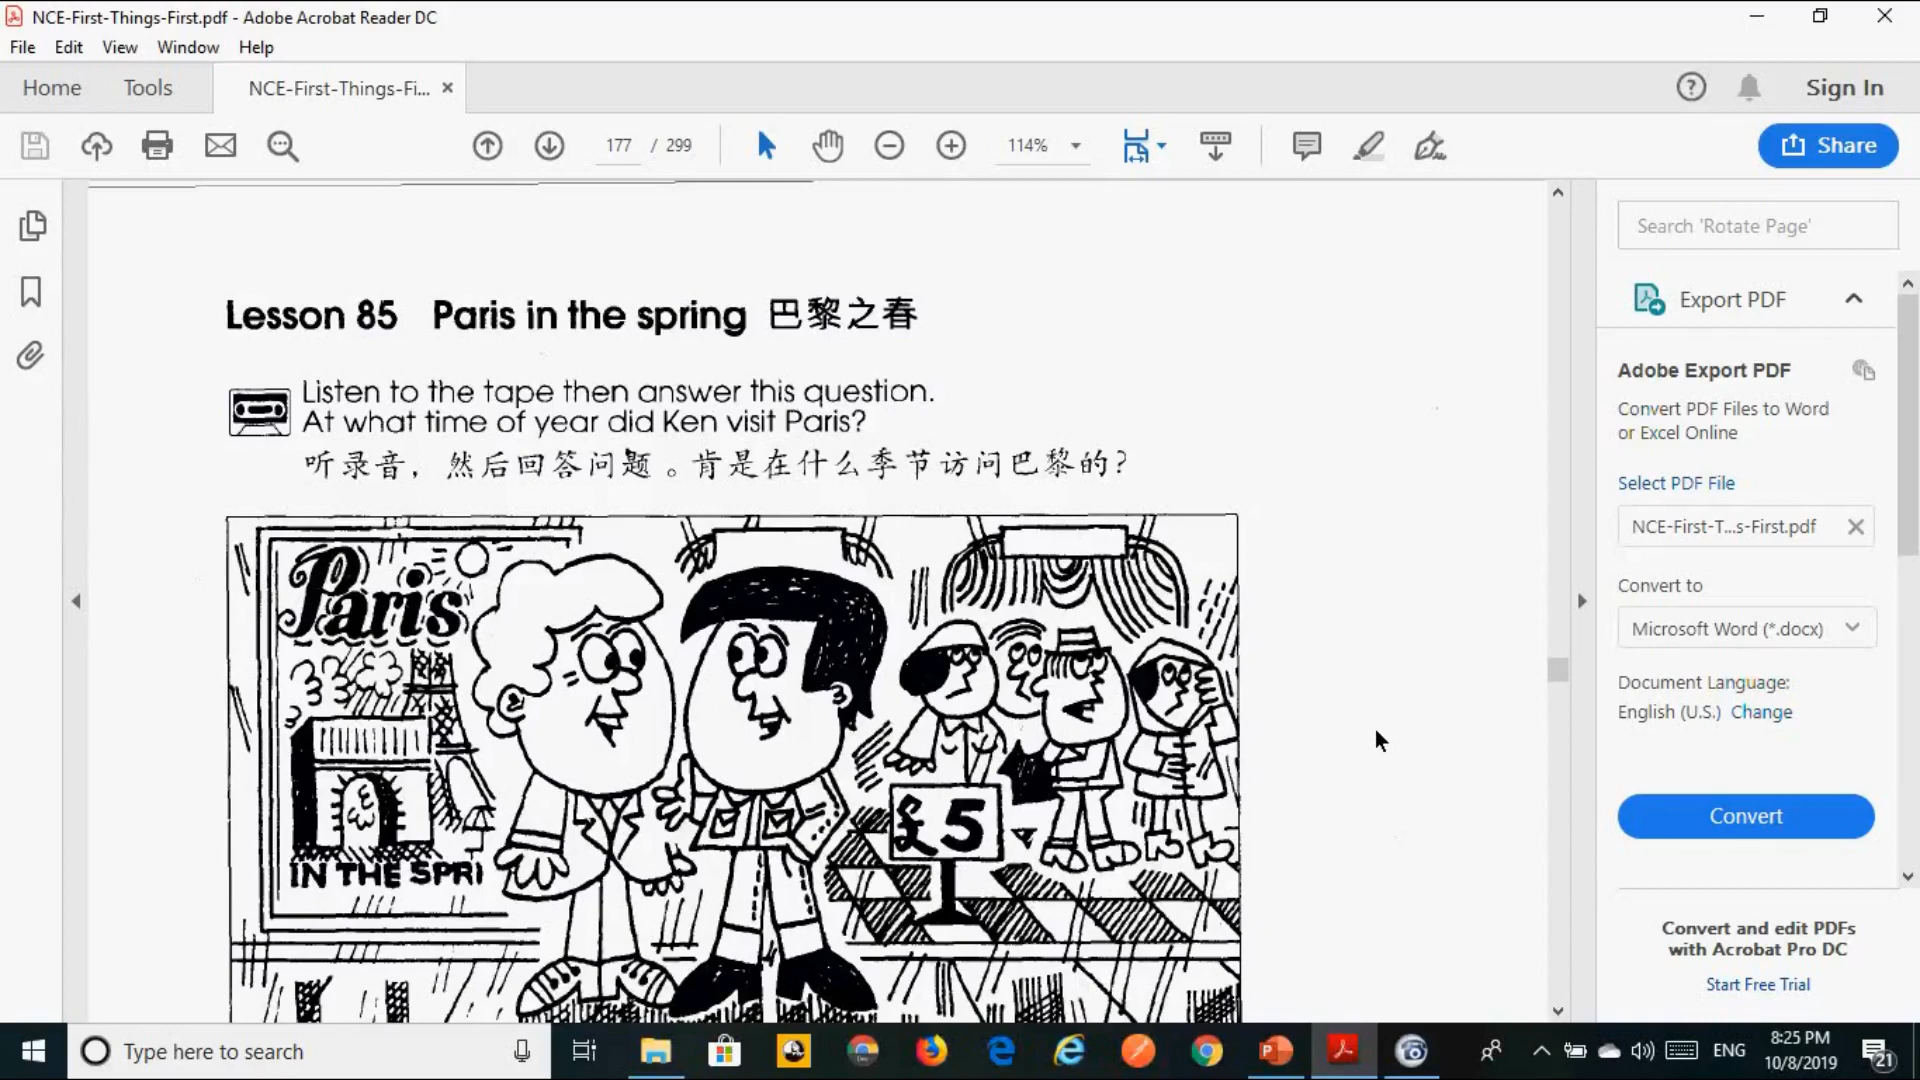 NCE-First-Things-First.pdf - Adobe Acrobat Reader DC
File Edit View Window Help
Home Tools NCE-First-Things-Fi... × Sign In
177 / 299 114% Share
Search 'Rotate Page'
Export PDF
Adobe Export PDF
Convert PDF Files to Word
or Excel Online
Select PDF File
NCE-First-T...s-First.pdf
Convert to
Microsoft Word (*.docx)
Document Language:
English (U.S.) Change
Convert
Convert and edit PDFs
with Acrobat Pro DC
Start Free Trial
Lesson 85 Paris in the spring 巴黎之春
Listen to the tape then answer this question.
At what time of year did Ken visit Paris?
听录音，然后回答问题。肯是在什么季节访问巴黎的？
Paris
IN THE SPRI
£5
Type here to search
ENG
8:25 PM
10/8/2019
21